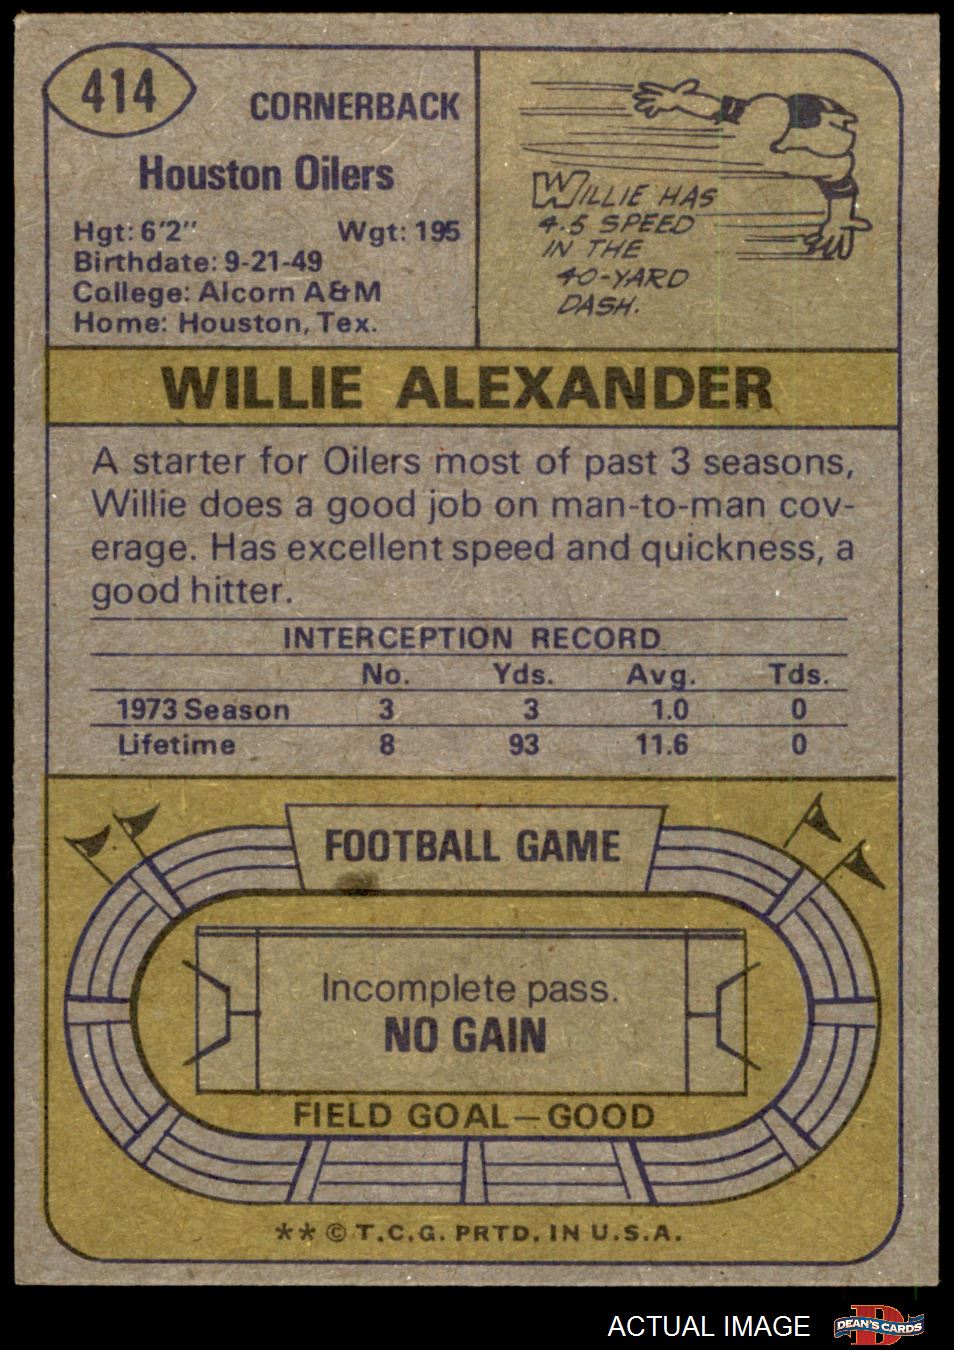 414
CORNERBACK
Houston Oilers
Hgt: 6'2" Wgt: 195
Birthdate: 9-21-49
College: Alcorn A&M
Home: Houston, Tex.
WILLIE HAS
4.5 SPEED
IN THE
40-YARD
DASH.
WILLIE ALEXANDER
A starter for Oilers most of past 3 seasons,
Willie does a good job on man-to-man cov-
erage. Has excellent speed and quickness, a
good hitter.
INTERCEPTION RECORD
No. Yds. Avg. Tds.
1973 Season 3 3 1.0 0
Lifetime 8 93 11.6 0
FOOTBALL GAME
Incomplete pass.
NO GAIN
FIELD GOAL—GOOD
** © T.C.G. PRTD. IN U.S.A.
ACTUAL IMAGE
D
DEAN'S CARDS